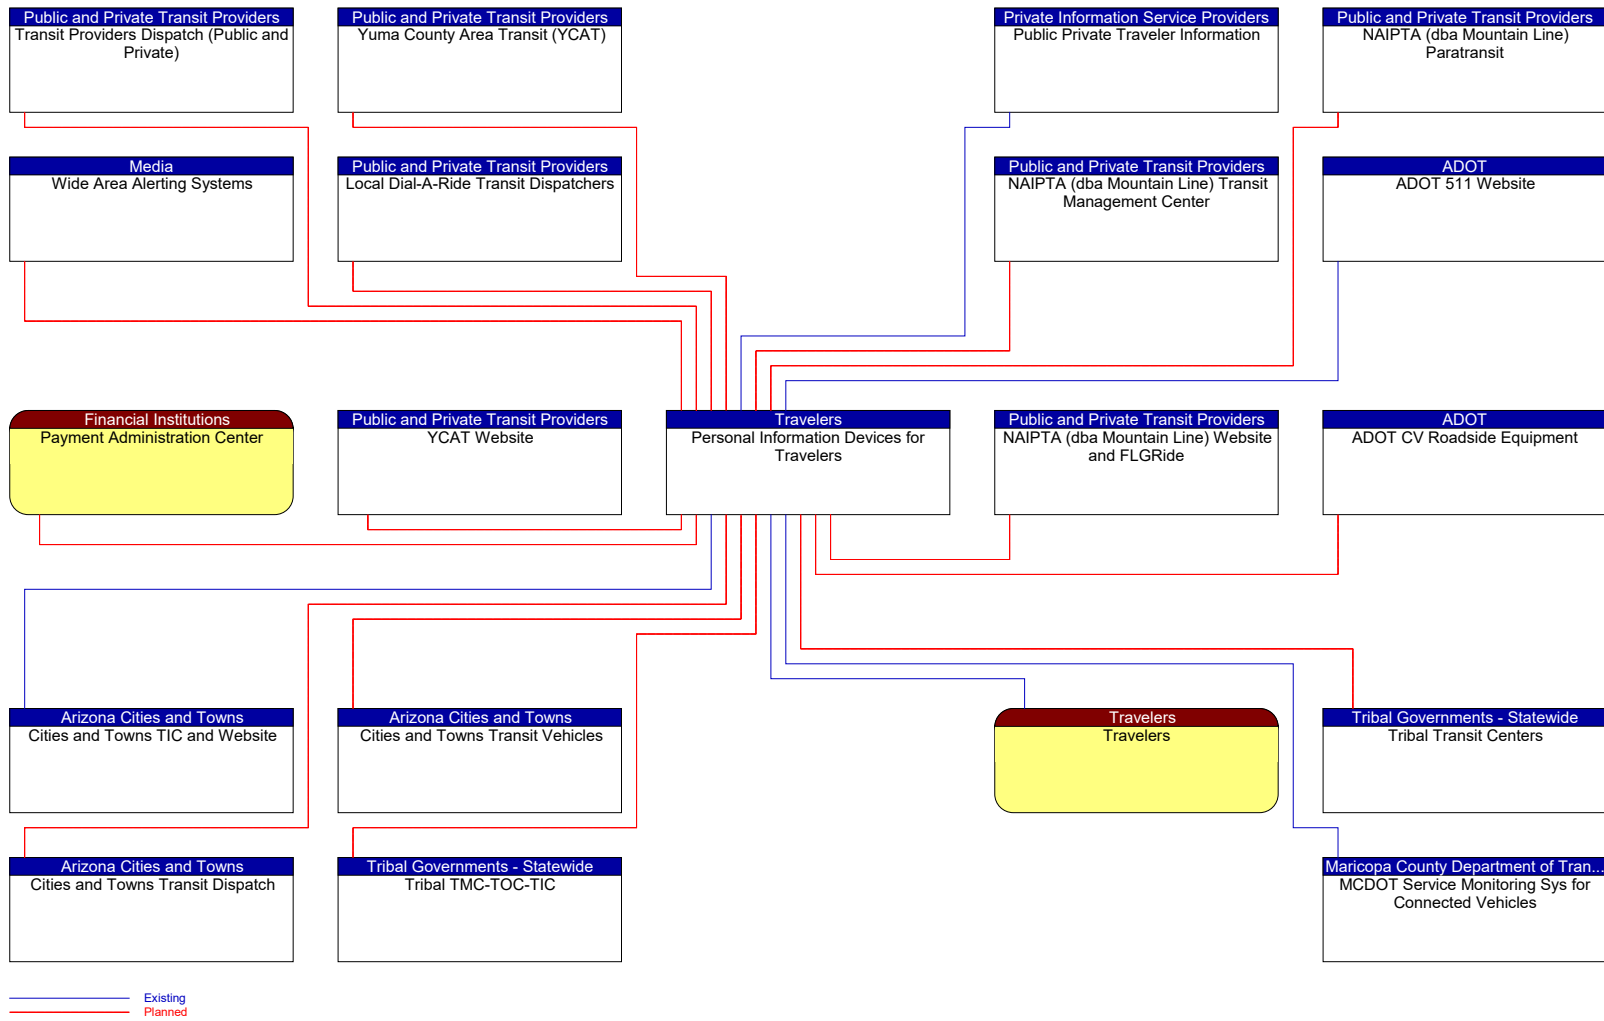 Public and Private Transit Providers
Transit Providers Dispatch (Public and
Private)
Public and Private Transit Providers
Yuma County Area Transit (YCAT)
Private Information Service Providers
Public Private Traveler Information
Public and Private Transit Providers
NAIPTA (dba Mountain Line)
Paratransit
Media
Wide Area Alerting Systems
Public and Private Transit Providers
Local Dial-A-Ride Transit Dispatchers
Public and Private Transit Providers
NAIPTA (dba Mountain Line) Transit
Management Center
ADOT
ADOT 511 Website
Financial Institutions
Payment Administration Center
Public and Private Transit Providers
YCAT Website
Travelers
Personal Information Devices for
Travelers
Public and Private Transit Providers
NAIPTA (dba Mountain Line) Website
and FLGRide
ADOT
ADOT CV Roadside Equipment
Arizona Cities and Towns
Cities and Towns TIC and Website
Arizona Cities and Towns
Cities and Towns Transit Vehicles
Travelers
Travelers
Tribal Governments - Statewide
Tribal Transit Centers
Arizona Cities and Towns
Cities and Towns Transit Dispatch
Tribal Governments - Statewide
Tribal TMC-TOC-TIC
Maricopa County Department of Tran...
MCDOT Service Monitoring Sys for
Connected Vehicles
Existing
Planned